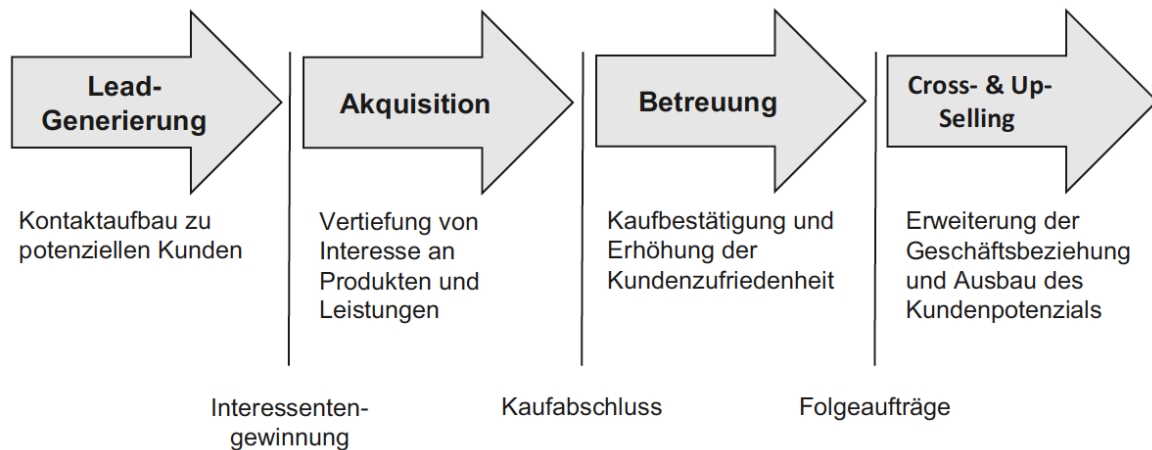 Lead-
Generierung
Akquisition
Betreuung
Cross- & Up-
Selling
Kontaktaufbau zu
potenziellen Kunden
Vertiefung von
Interesse an
Produkten und
Leistungen
Kaufbestätigung und
Erhöhung der
Kundenzufriedenheit
Erweiterung der
Geschäftsbeziehung
und Ausbau des
Kundenpotenzials
Interessenten-
gewinnung
Kaufabschluss
Folgeaufträge